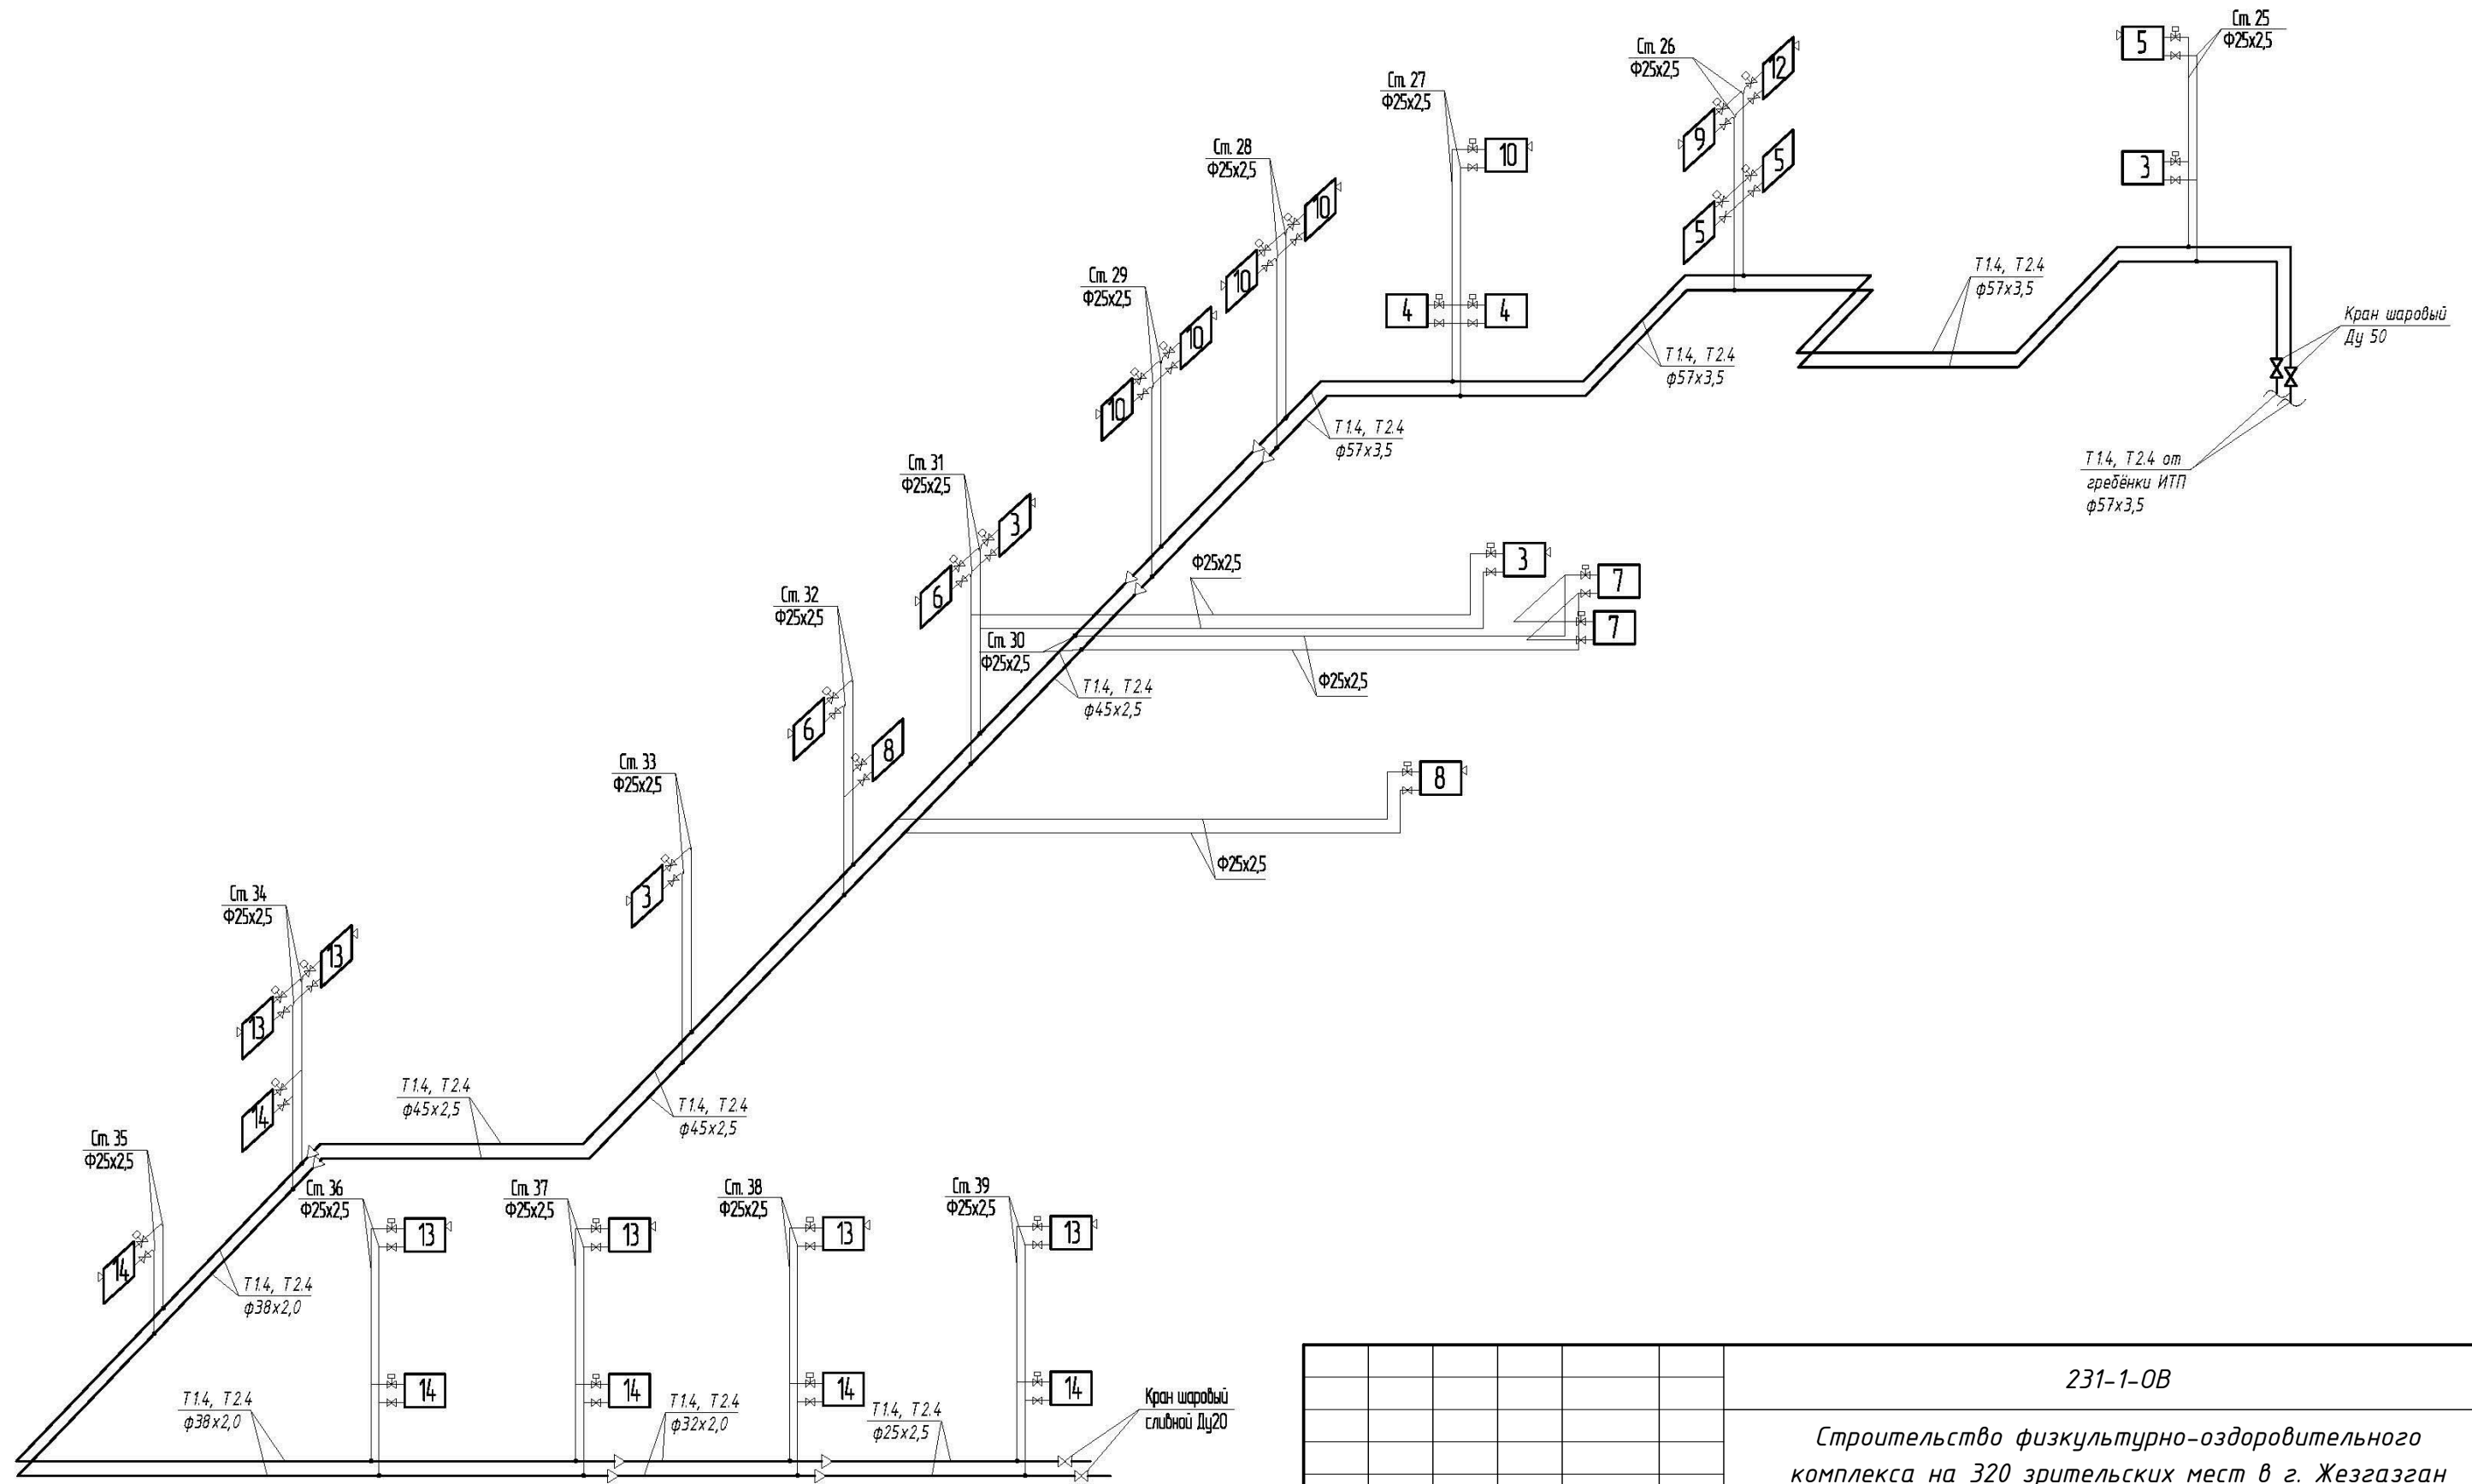 Ст. 25
Ф25х2,5
5
3
Ст. 26
Ф25х2,5
12
9
5
5
Ст. 27
Ф25х2,5
10
4
4
Ст. 28
Ф25х2,5
10
10
Ст. 29
Ф25х2,5
10
10
Т1.4, Т2.4
ф57х3,5
Кран шаровый
Ду 50
Т1.4, Т2.4
ф57х3,5
Т1.4, Т2.4
ф57х3,5
Т1.4, Т2.4 от
гребёнки ИТП
ф57х3,5
Ст. 31
Ф25х2,5
3
6
Ф25х2,5
3
7
7
Ст. 30
Ф25х2,5
Ф25х2,5
Т1.4, Т2.4
ф45х2,5
Ст. 32
Ф25х2,5
6
8
8
Ф25х2,5
Ст. 33
Ф25х2,5
3
Ст. 34
Ф25х2,5
13
13
14
Т1.4, Т2.4
ф45х2,5
Т1.4, Т2.4
ф45х2,5
Ст. 35
Ф25х2,5
14
Т1.4, Т2.4
ф38х2,0
Ст. 36
Ф25х2,5
13
14
Ст. 37
Ф25х2,5
13
14
Ст. 38
Ф25х2,5
13
14
Ст. 39
Ф25х2,5
13
14
Т1.4, Т2.4
ф38х2,0
Т1.4, Т2.4
ф32х2,0
Т1.4, Т2.4
ф25х2,5
Кран шаровый
сливной Ду20
231-1-ОВ
Строительство физкультурно-оздоровительного
комплекса на 320 зрительских мест в г. Жезгазган